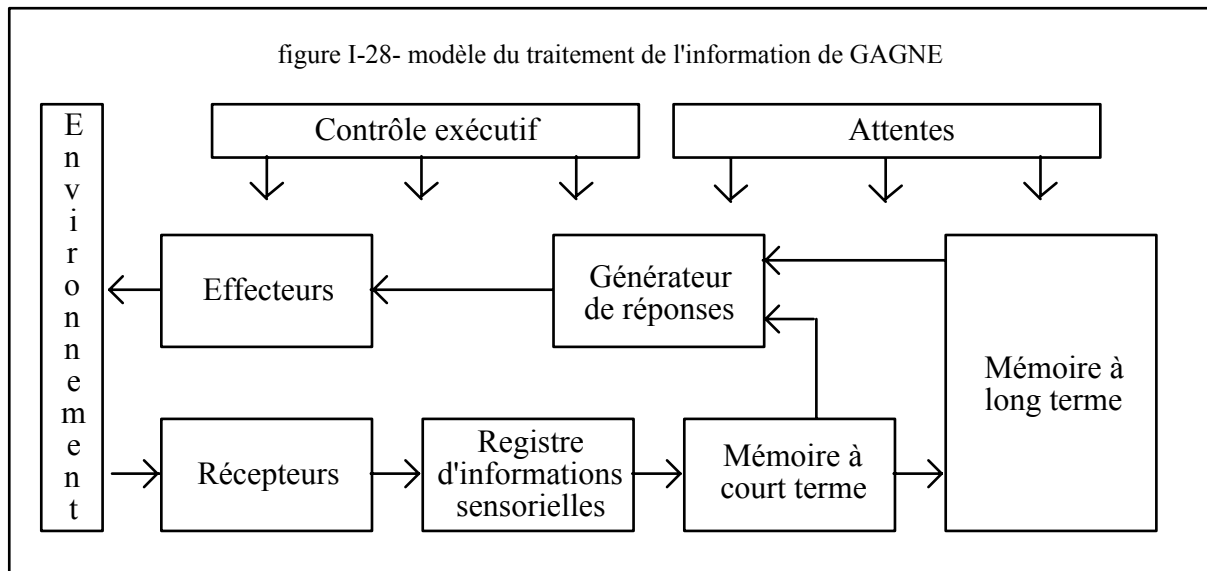 figure I-28- modèle du traitement de l'information de GAGNE
Environnement
Contrôle exécutif
Attentes
Effecteurs
Générateur
de réponses
Mémoire à
long terme
Récepteurs
Registre
d'informations
sensorielles
Mémoire à
court terme